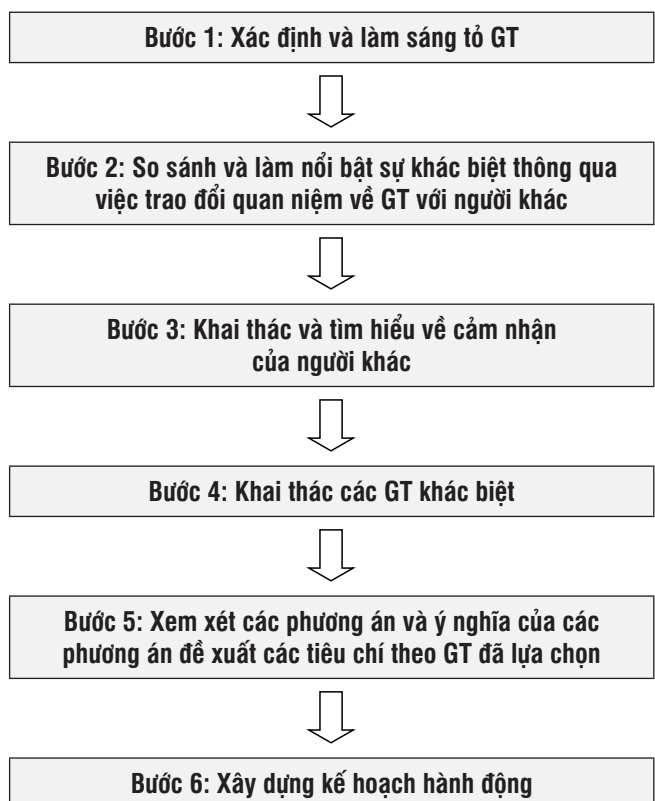 Bước 1: Xác định và làm sáng tỏ GT
Bước 2: So sánh và làm nổi bật sự khác biệt thông qua
việc trao đổi quan niệm về GT với người khác
Bước 3: Khai thác và tìm hiểu về cảm nhận
của người khác
Bước 4: Khai thác các GT khác biệt
Bước 5: Xem xét các phương án và ý nghĩa của các
phương án đề xuất các tiêu chí theo GT đã lựa chọn
Bước 6: Xây dựng kế hoạch hành động